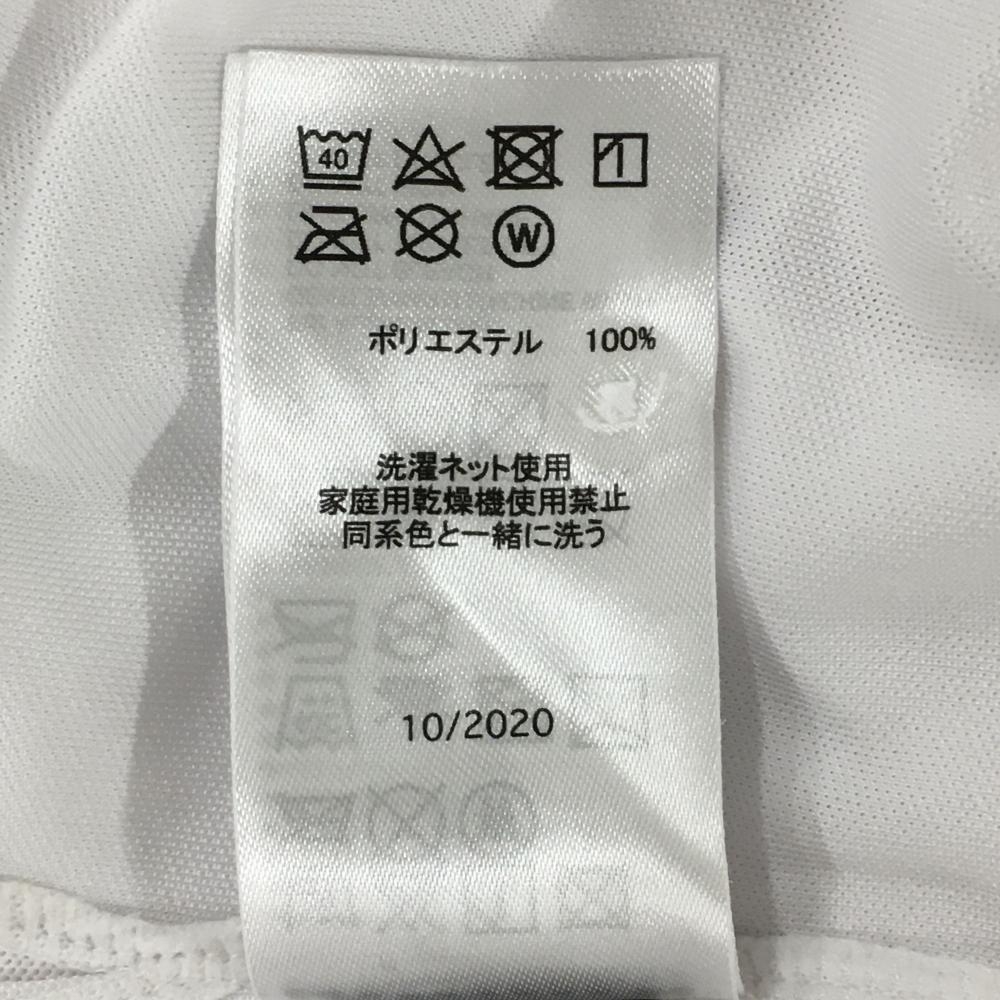 40
W
ポリエステル 100%
洗濯ネット使用
家庭用乾燥機使用禁止
同系色と一緒に洗う
10/2020